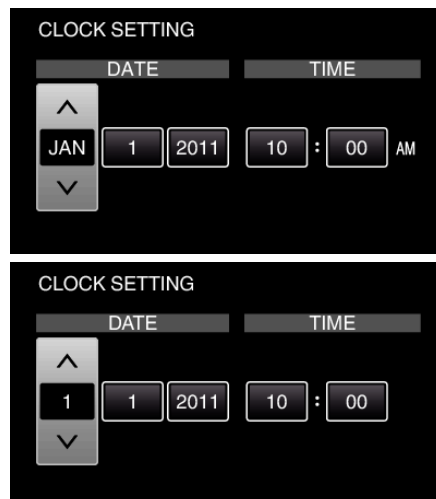 CLOCK SETTING
DATE TIME
JAN 1 2011 10 : 00 AM
CLOCK SETTING
DATE TIME
1 1 2011 10 : 00